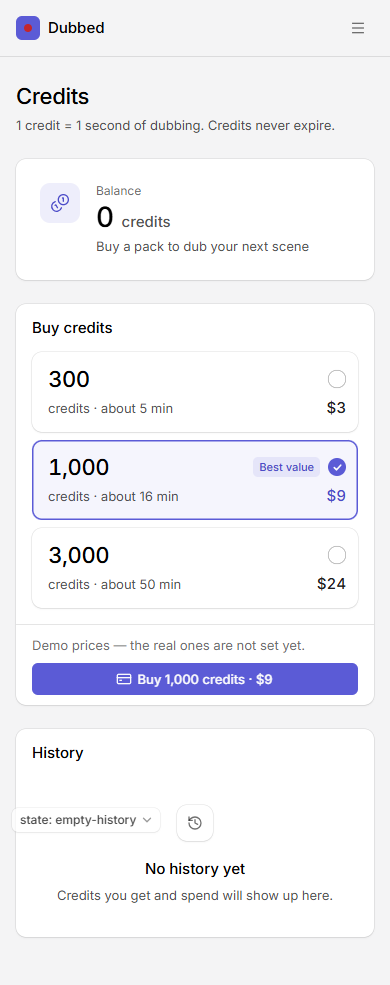 Dubbed
Credits
1 credit = 1 second of dubbing. Credits never expire.
Balance
0 credits
Buy a pack to dub your next scene
Buy credits
300
credits · about 5 min
$3
1,000
Best value
credits · about 16 min
$9
3,000
credits · about 50 min
$24
Demo prices — the real ones are not set yet.
Buy 1,000 credits · $9
History
state: empty-history
No history yet
Credits you get and spend will show up here.